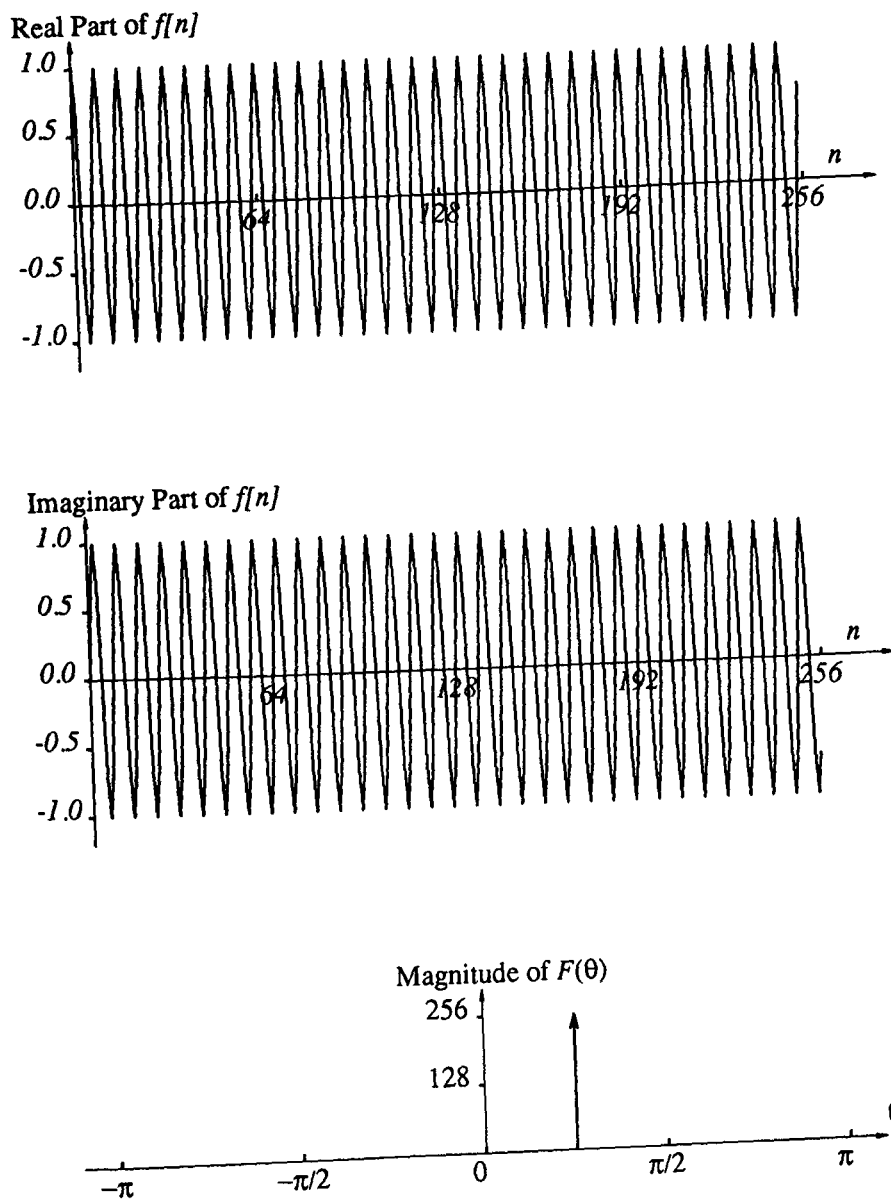 Real Part of f[n]
1.0
0.5
0.0
-0.5
-1.0
64
128
192
256
n
Imaginary Part of f[n]
1.0
0.5
0.0
-0.5
-1.0
64
128
192
256
n
Magnitude of F(θ)
256
128
−π
−π/2
0
π/2
π